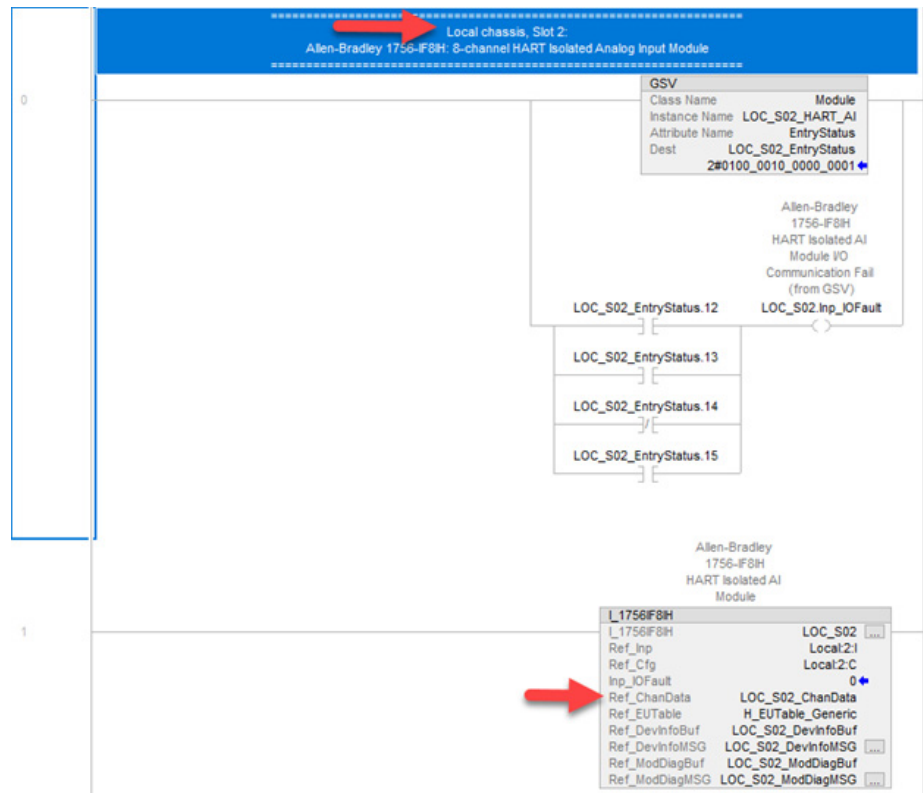 ==================================================================
Local chassis, Slot 2:
Allen-Bradley 1756-IF8IH: 8-channel HART Isolated Analog Input Module
==================================================================
0
GSV
Class Name Module
Instance Name LOC_S02_HART_AI
Attribute Name EntryStatus
Dest LOC_S02_EntryStatus
2#0100_0010_0000_0001
Allen-Bradley
1756-IF8IH
HART Isolated AI
Module I/O
Communication Fail
(from GSV)
LOC_S02_EntryStatus.12 LOC_S02.Inp_IOFault
LOC_S02_EntryStatus.13
LOC_S02_EntryStatus.14
LOC_S02_EntryStatus.15
Allen-Bradley
1756-IF8IH
HART Isolated AI
Module
1
I_1756IF8IH
I_1756IF8IH LOC_S02 ...
Ref_Inp Local:2:I
Ref_Cfg Local:2:C
Inp_IOFault 0
Ref_ChanData LOC_S02_ChanData
Ref_EUTable H_EUTable_Generic
Ref_DevInfoBuf LOC_S02_DevInfoBuf
Ref_DevInfoMSG LOC_S02_DevInfoMSG ...
Ref_ModDiagBuf LOC_S02_ModDiagBuf
Ref_ModDiagMSG LOC_S02_ModDiagMSG ...